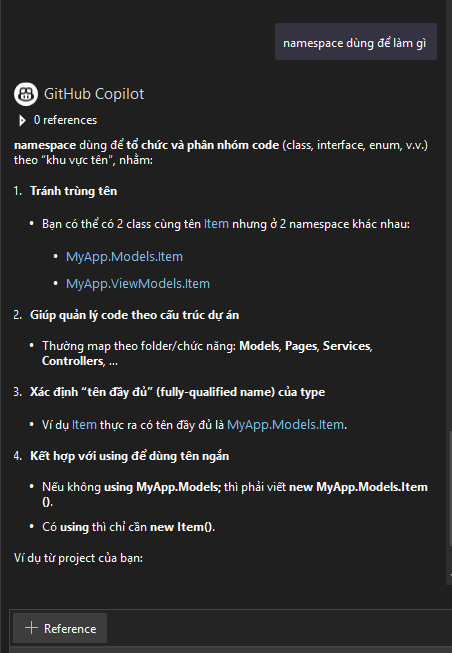 namespace dùng để làm gì
GitHub Copilot
0 references
namespace dùng để tổ chức và phân nhóm code (class, interface, enum, v.v.)
theo “khu vực tên”, nhằm:
1. Tránh trùng tên
• Bạn có thể có 2 class cùng tên Item nhưng ở 2 namespace khác nhau:
• MyApp.Models.Item
• MyApp.ViewModels.Item
2. Giúp quản lý code theo cấu trúc dự án
• Thường map theo folder/chức năng: Models, Pages, Services,
Controllers, ...
3. Xác định “tên đầy đủ” (fully-qualified name) của type
• Ví dụ Item thực ra có tên đầy đủ là MyApp.Models.Item.
4. Kết hợp với using để dùng tên ngắn
• Nếu không using MyApp.Models; thì phải viết new MyApp.Models.Item
().
• Có using thì chỉ cần new Item().
Ví dụ từ project của bạn:
+ Reference